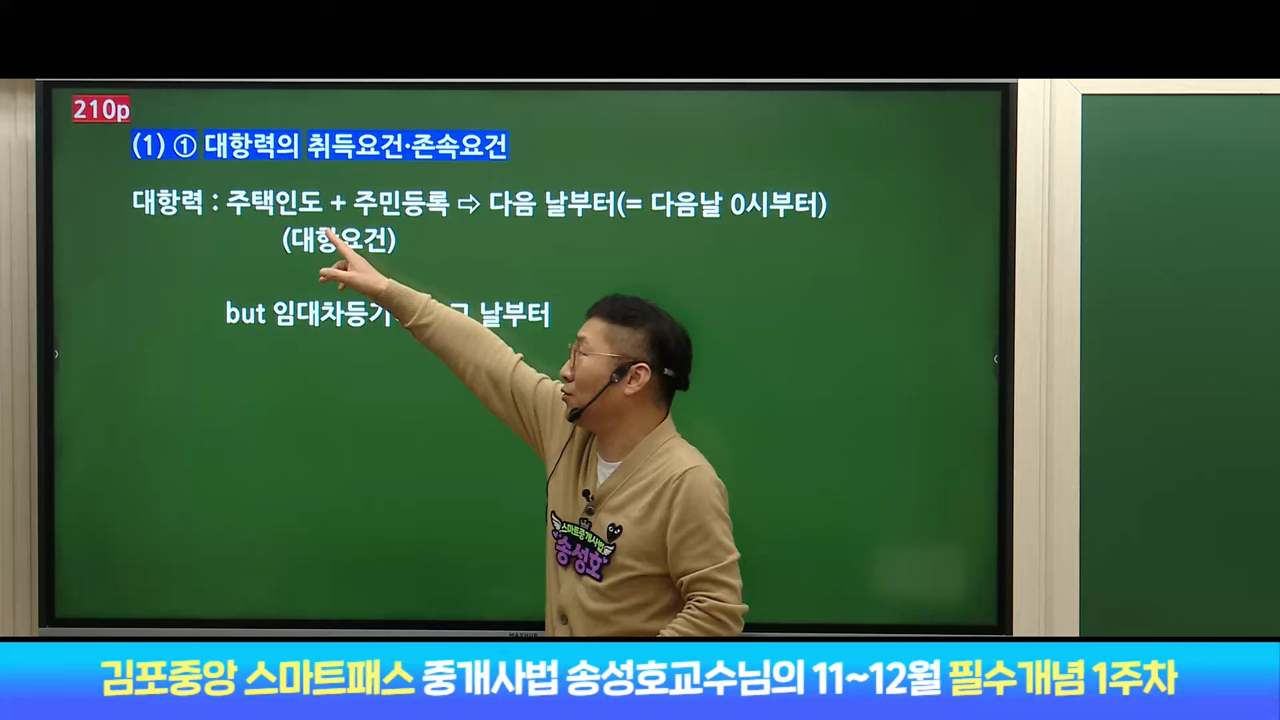 210p
(1) ① 대항력의 취득요건·존속요건
대항력 : 주택인도 + 주민등록 ⇨ 다음 날부터(= 다음날 0시부터)
(대항요건)
but 임대차등기 날부터
스마트중개사법
송성호
김포중앙 스마트패스 중개사법 송성호교수님의 11~12월 필수개념 1주차